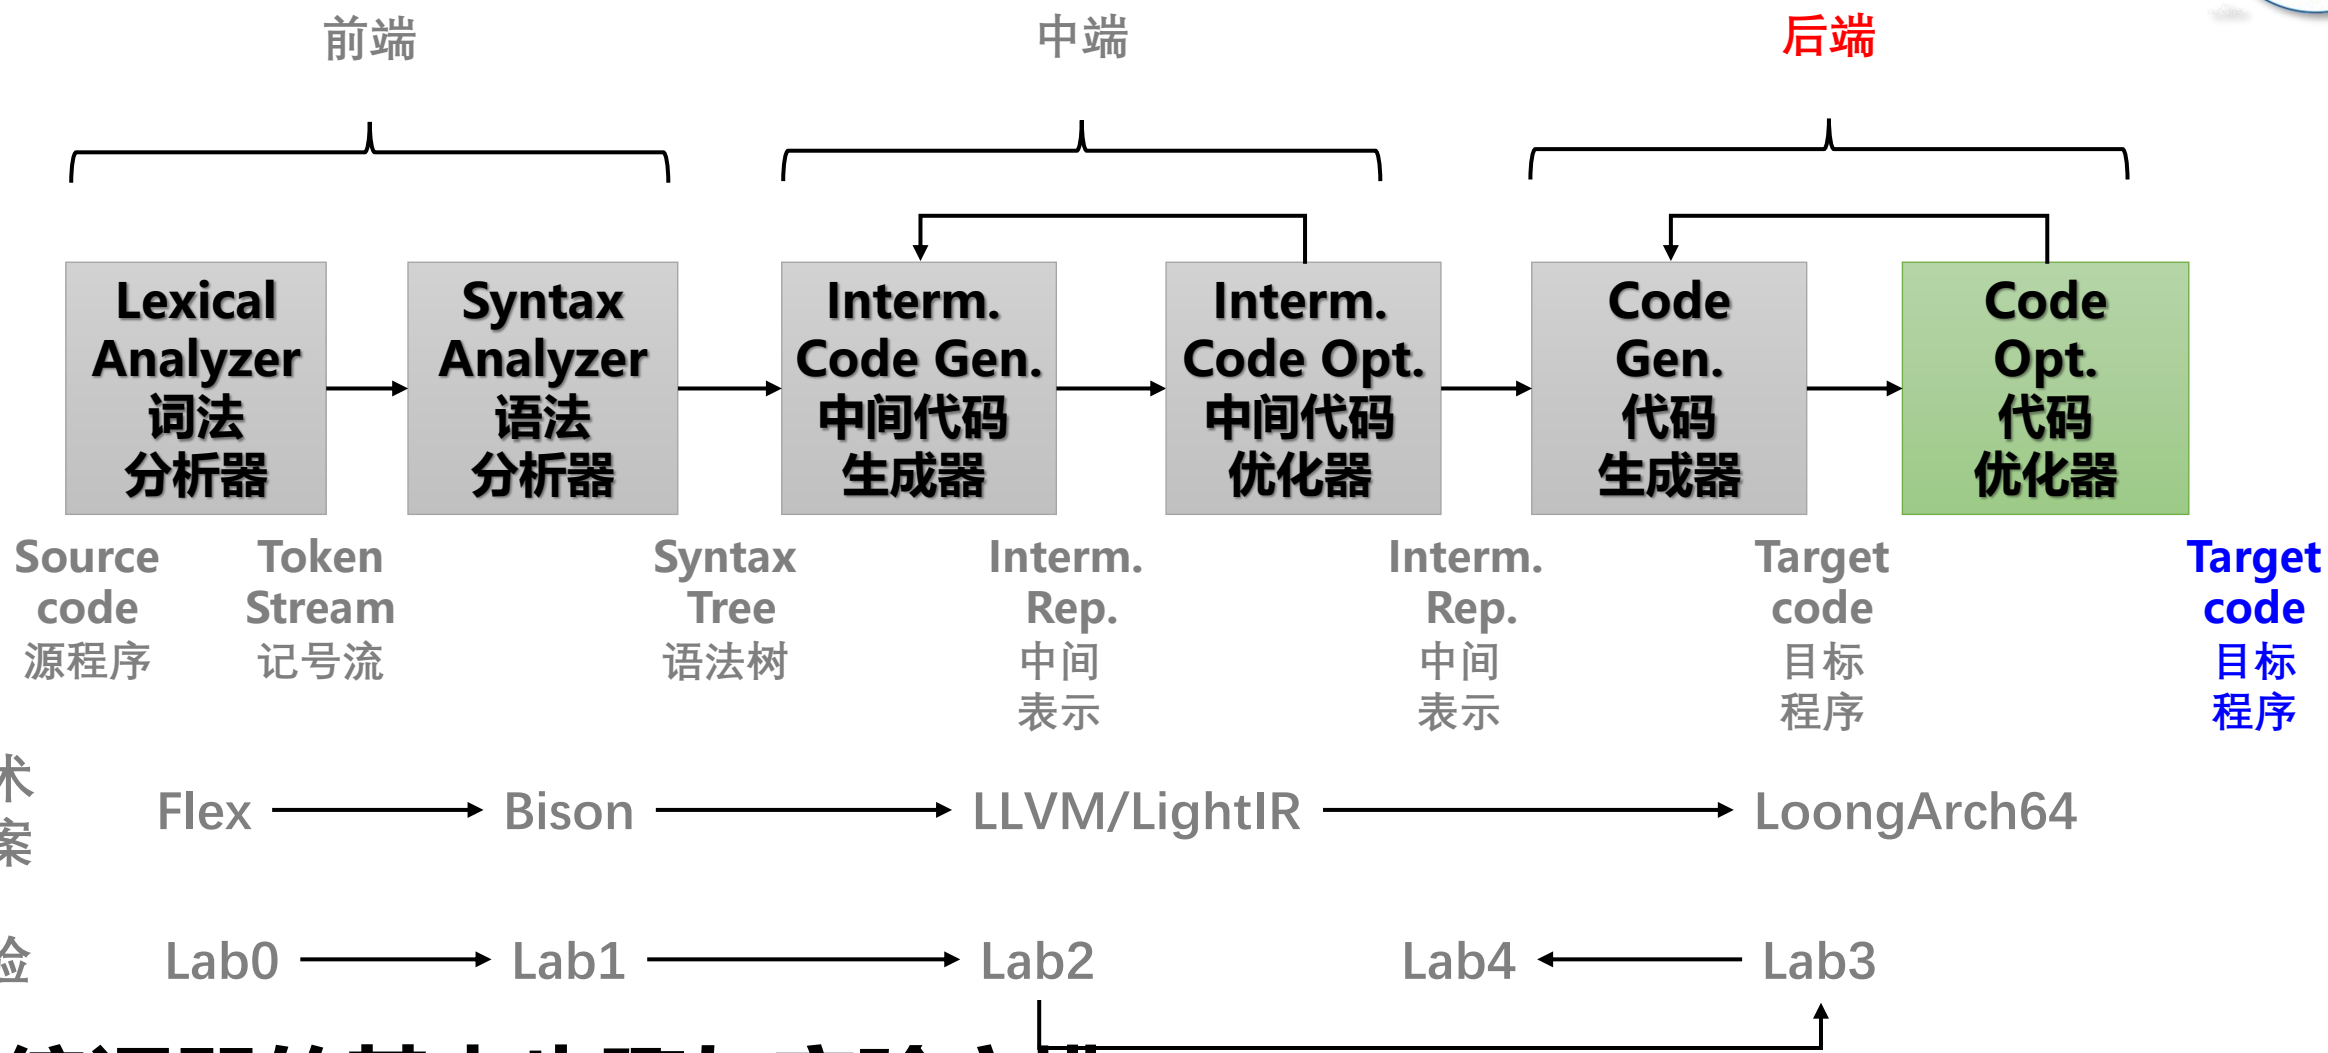 前端
中端
后端
Lexical
Analyzer
词法
分析器
Syntax
Analyzer
语法
分析器
Interm.
Code Gen.
中间代码
生成器
Interm.
Code Opt.
中间代码
优化器
Code
Gen.
代码
生成器
Code
Opt.
代码
优化器
Source
code
源程序
Token
Stream
记号流
Syntax
Tree
语法树
Interm.
Rep.
中间
表示
Interm.
Rep.
中间
表示
Target
code
目标
程序
Target
code
目标
程序
术
案
Flex
Bison
LLVM/LightIR
LoongArch64
验
Lab0
Lab1
Lab2
Lab4
Lab3